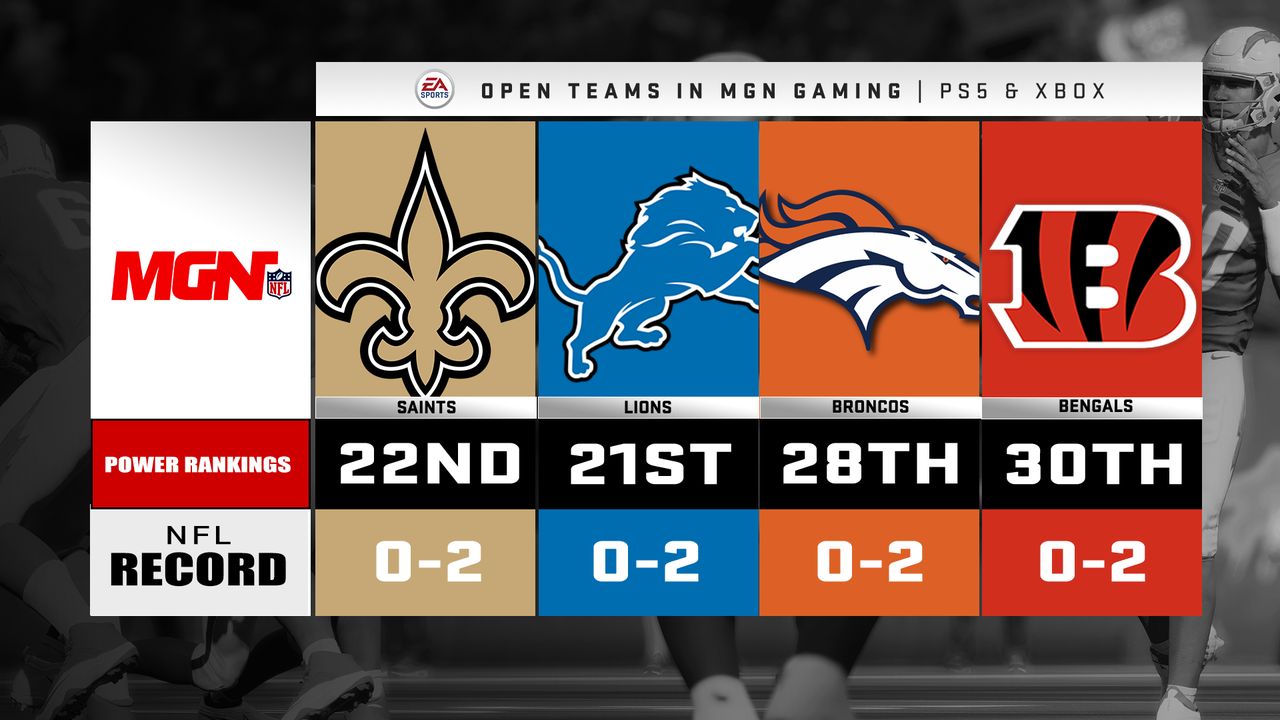 EA SPORTS OPEN TEAMS IN MGN GAMING | PS5 & XBOX
MGN NFL
SAINTS LIONS BRONCOS BENGALS
POWER RANKINGS 22ND 21ST 28TH 30TH
NFL
RECORD 0-2 0-2 0-2 0-2